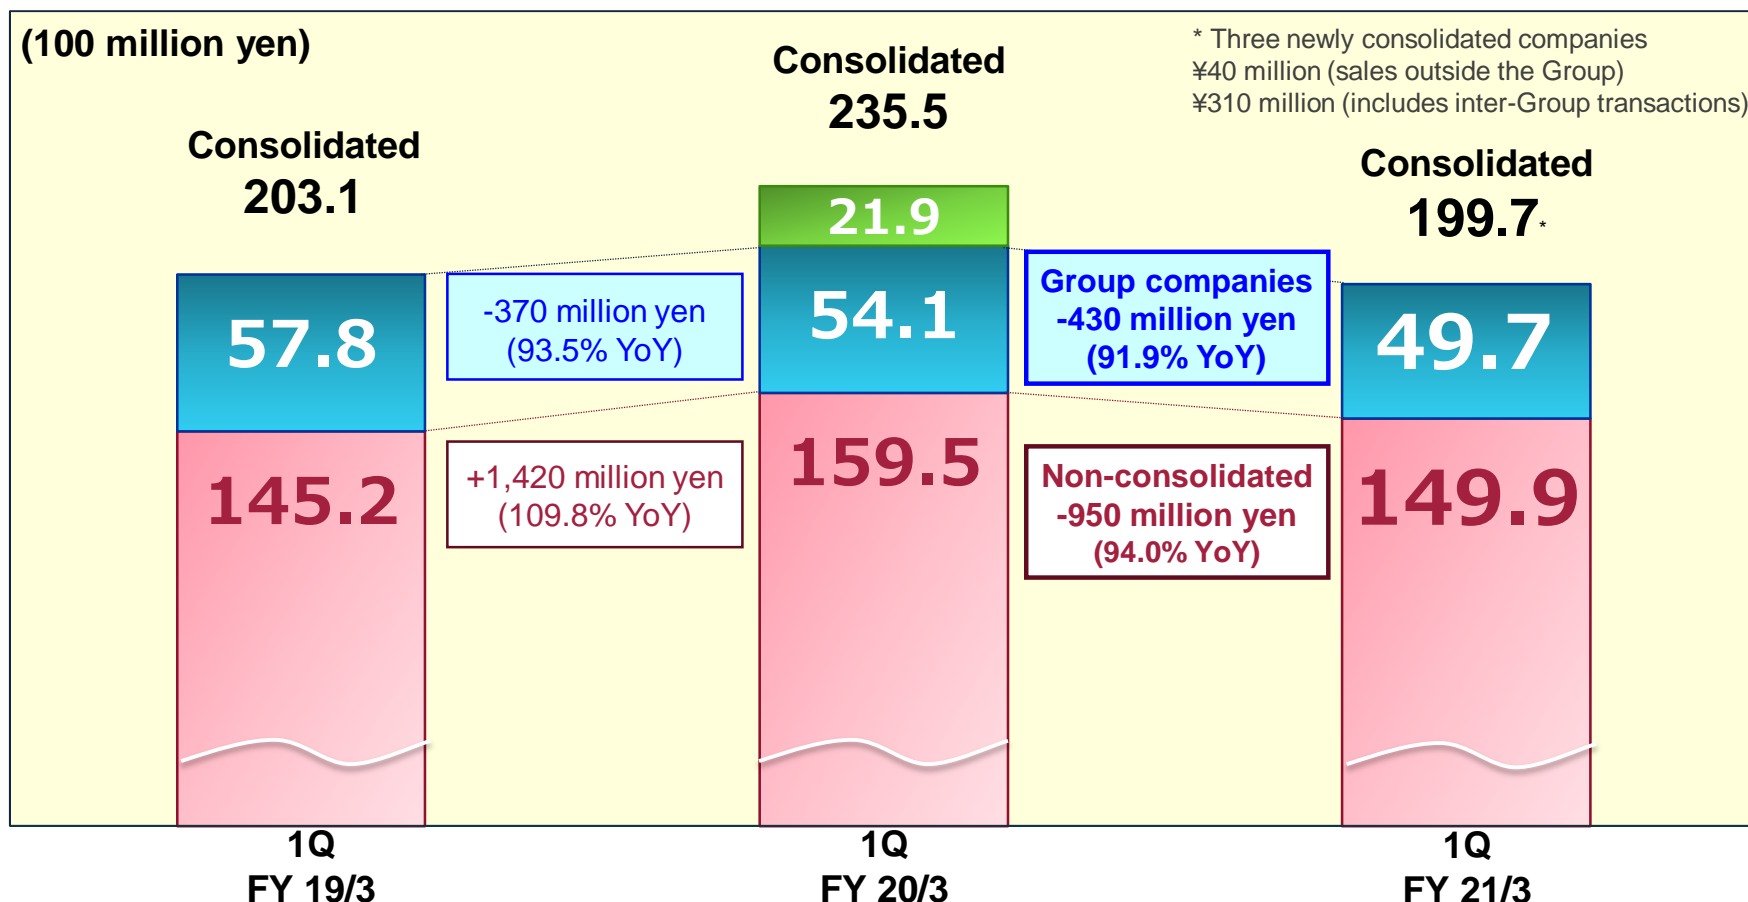 (100 million yen)
* Three newly consolidated companies
¥40 million (sales outside the Group)
¥310 million (includes inter-Group transactions)
Consolidated
203.1
Consolidated
235.5
Consolidated
199.7*
57.8
145.2
-370 million yen
(93.5% YoY)
+1,420 million yen
(109.8% YoY)
21.9
54.1
159.5
Group companies
-430 million yen
(91.9% YoY)
Non-consolidated
-950 million yen
(94.0% YoY)
49.7
149.9
1Q
FY 19/3
1Q
FY 20/3
1Q
FY 21/3